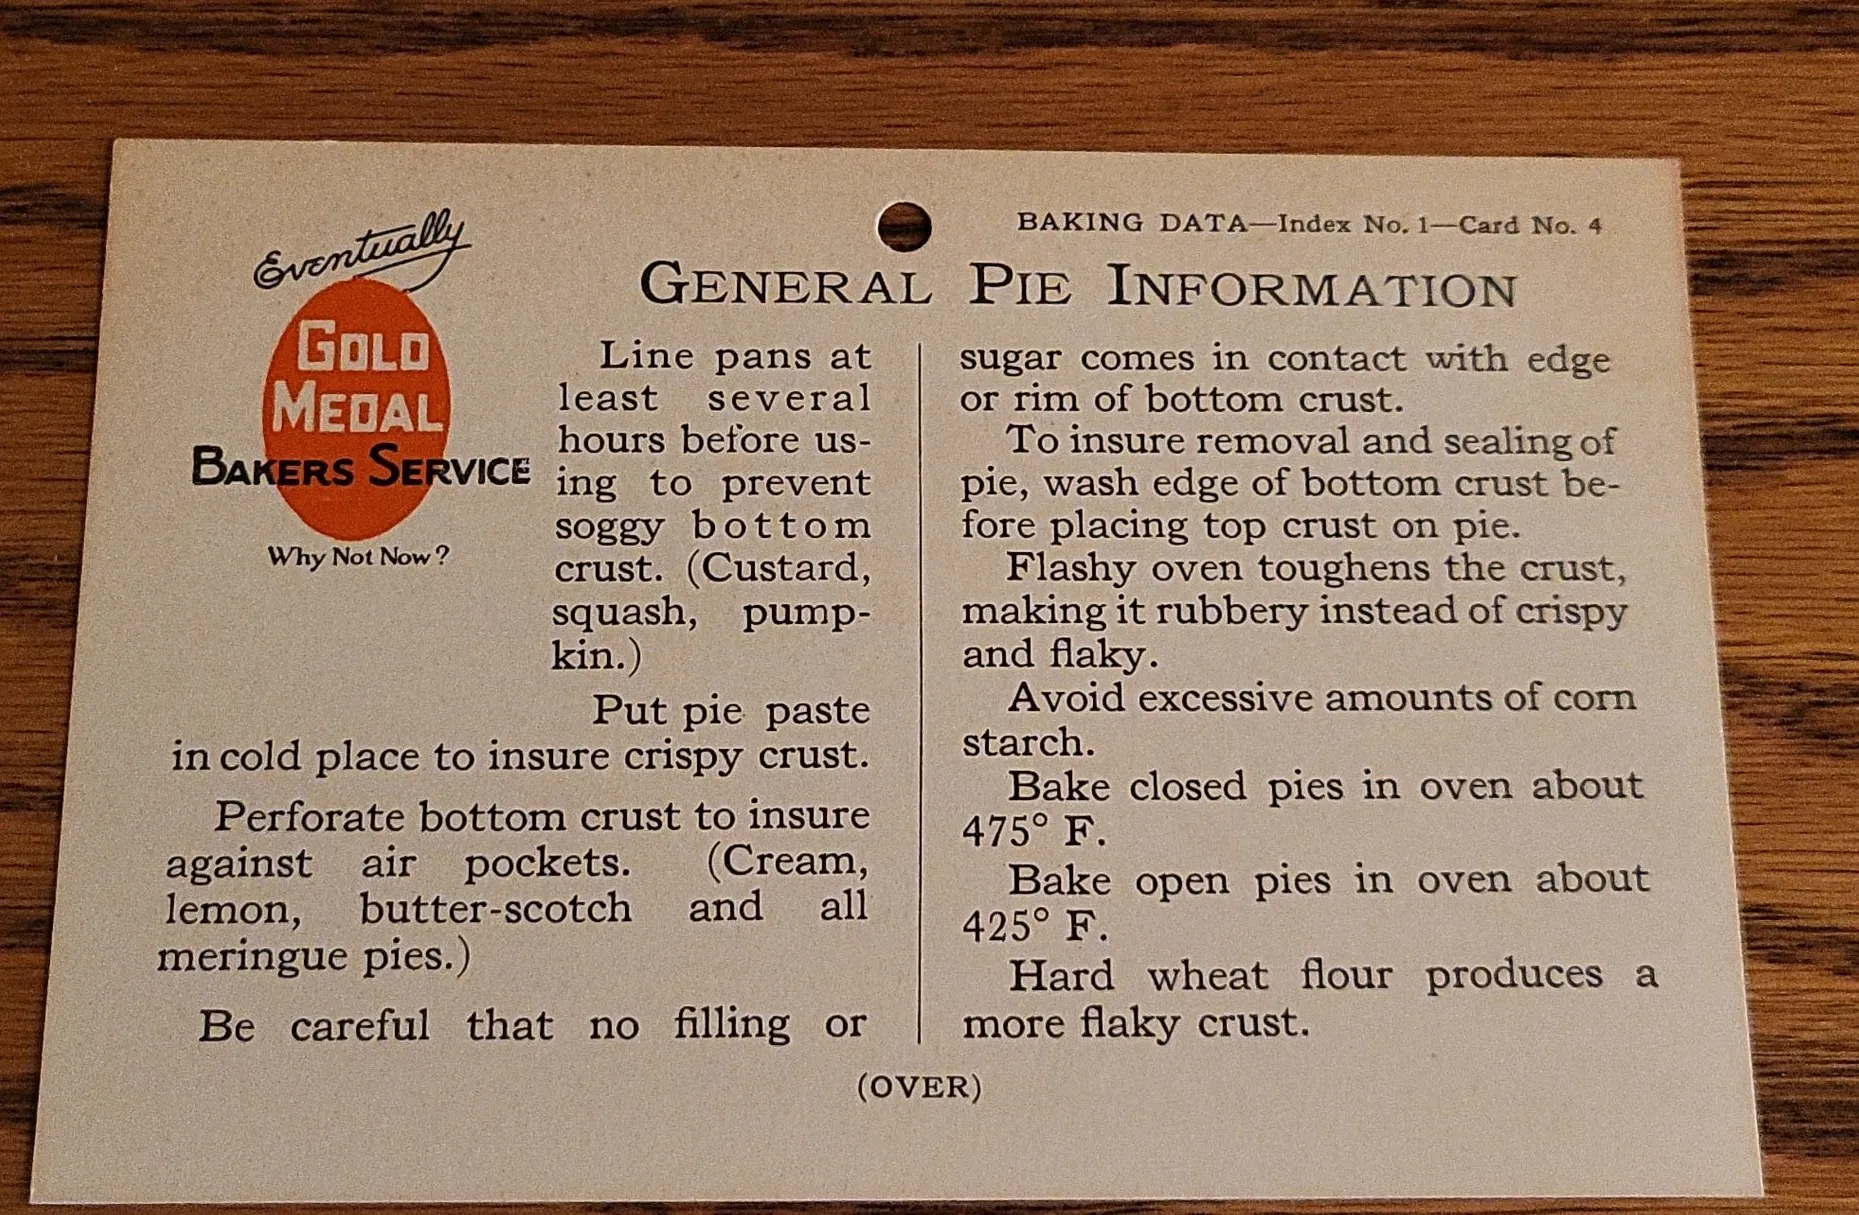 Eventually
GOLD
MEDAL
BAKERS SERVICE
Why Not Now?
BAKING DATA—Index No. 1—Card No. 4
GENERAL PIE INFORMATION
Line pans at
least several
hours before us-
ing to prevent
soggy bottom
crust. (Custard,
squash, pump-
kin.)
Put pie paste
in cold place to insure crispy crust.
Perforate bottom crust to insure
against air pockets. (Cream,
lemon, butter-scotch and all
meringue pies.)
Be careful that no filling or
sugar comes in contact with edge
or rim of bottom crust.
To insure removal and sealing of
pie, wash edge of bottom crust be-
fore placing top crust on pie.
Flashy oven toughens the crust,
making it rubbery instead of crispy
and flaky.
Avoid excessive amounts of corn
starch.
Bake closed pies in oven about
475° F.
Bake open pies in oven about
425° F.
Hard wheat flour produces a
more flaky crust.
(OVER)